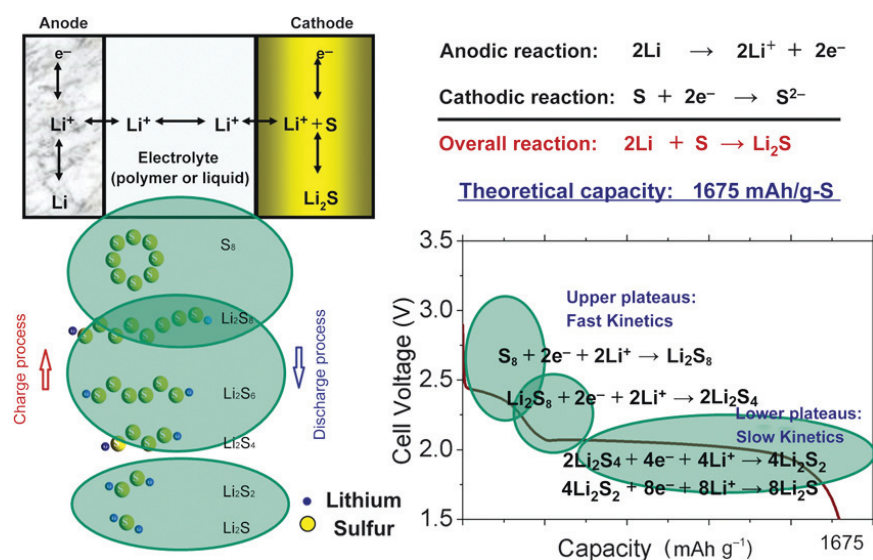 Anode
Cathode
e⁻
e⁻
Li⁺
Li⁺
Li⁺
Li⁺ + S
Electrolyte
(polymer or liquid)
Li
Li₂S
Anodic reaction: 2Li → 2Li⁺ + 2e⁻
Cathodic reaction: S + 2e⁻ → S²⁻
Overall reaction: 2Li + S → Li₂S
Theoretical capacity: 1675 mAh/g-S
Charge process
S₈
Li₂S₈
Li₂S₆
Li₂S₄
Li₂S₂
Li₂S
Discharge process
Lithium
Sulfur
Cell Voltage (V)
3.5
3.0
2.5
2.0
1.5
Upper plateaus:
Fast Kinetics
S₈ + 2e⁻ + 2Li⁺ → Li₂S₈
Li₂S₈ + 2e⁻ + 2Li⁺ → 2Li₂S₄
Lower plateaus:
Slow Kinetics
2Li₂S₄ + 4e⁻ + 4Li⁺ → 4Li₂S₂
4Li₂S₂ + 8e⁻ + 8Li⁺ → 8Li₂S
1675
Capacity (mAh g⁻¹)